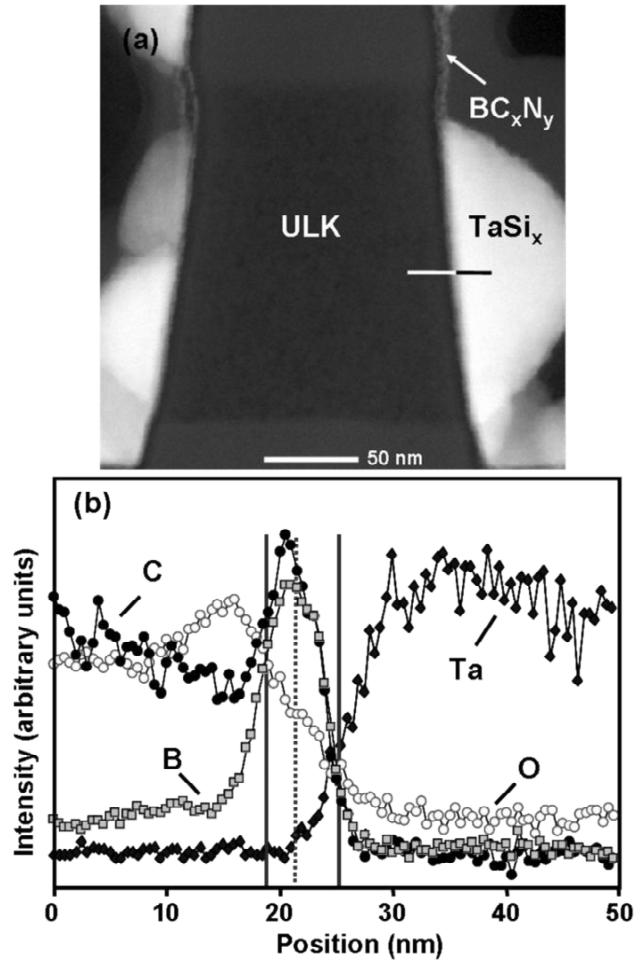 (a)
BCxNy
ULK
TaSix
50 nm
(b)
C
Ta
B
O
Intensity (arbitrary units)
0 10 20 30 40 50
Position (nm)